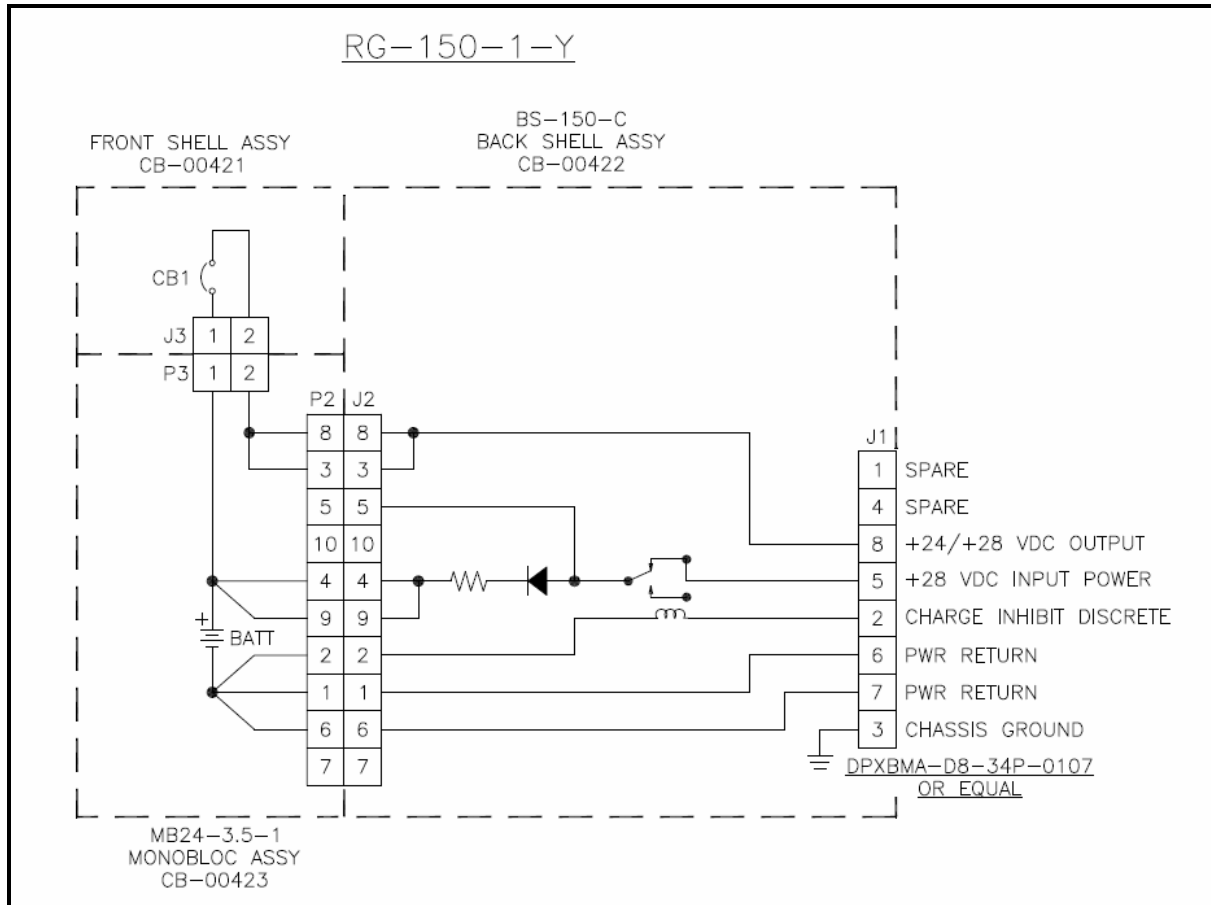 RG-150-1-Y
FRONT SHELL ASSY
CB-00421
BS-150-C
BACK SHELL ASSY
CB-00422
CB1
J3 1 2
P3 1 2
P2 J2
8 8
3 3
5 5
10 10
4 4
9 9
2 2
1 1
6 6
7 7
+
BATT
J1
1 SPARE
4 SPARE
8 +24/+28 VDC OUTPUT
5 +28 VDC INPUT POWER
2 CHARGE INHIBIT DISCRETE
6 PWR RETURN
7 PWR RETURN
3 CHASSIS GROUND
DPXBMA-D8-34P-0107
OR EQUAL
MB24-3.5-1
MONOBLOC ASSY
CB-00423